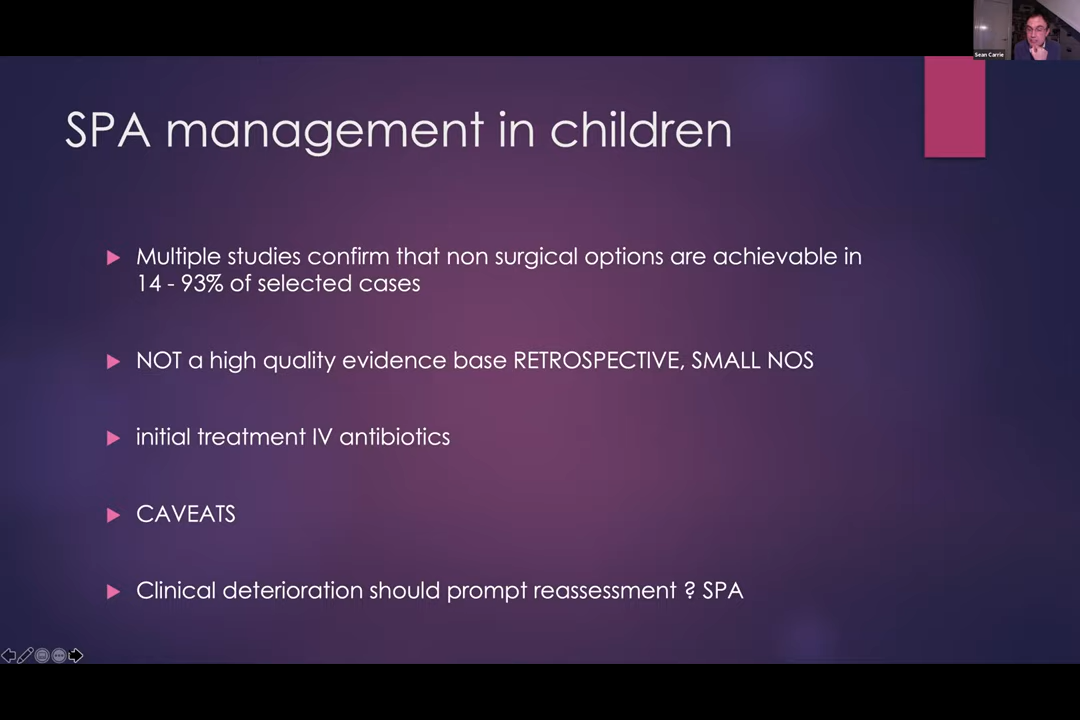 Sean Carrie
SPA management in children
Multiple studies confirm that non surgical options are achievable in
14 - 93% of selected cases
NOT a high quality evidence base RETROSPECTIVE, SMALL NOS
initial treatment IV antibiotics
CAVEATS
Clinical deterioration should prompt reassessment ? SPA